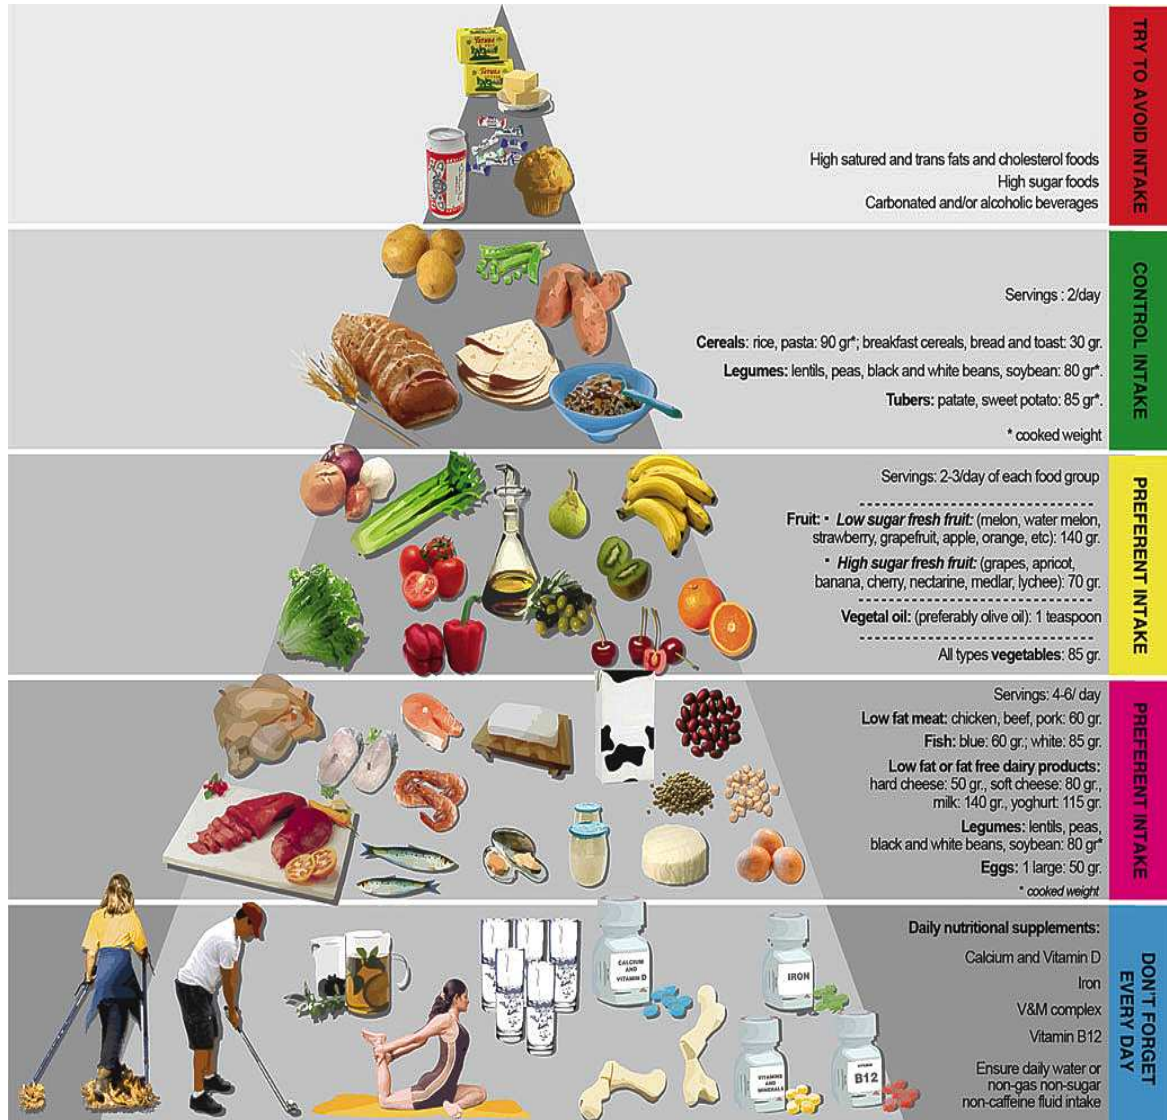 TRY TO AVOID INTAKE
High satured and trans fats and cholesterol foods
High sugar foods
Carbonated and/or alcoholic beverages
CONTROL INTAKE
Servings : 2/day
Cereals: rice, pasta: 90 gr*; breakfast cereals, bread and toast: 30 gr.
Legumes: lentils, peas, black and white beans, soybean: 80 gr*.
Tubers: patate, sweet potato: 85 gr*.
* cooked weight
PREFERENT INTAKE
Servings: 2-3/day of each food group
Fruit: • Low sugar fresh fruit: (melon, water melon,
strawberry, grapefruit, apple, orange, etc): 140 gr.
• High sugar fresh fruit: (grapes, apricot,
banana, cherry, nectarine, medlar, lychee): 70 gr.
Vegetal oil: (preferably olive oil): 1 teaspoon
All types vegetables: 85 gr.
PREFERENT INTAKE
Servings: 4-6/ day
Low fat meat: chicken, beef, pork: 60 gr.
Fish: blue: 60 gr.; white: 85 gr.
Low fat or fat free dairy products:
hard cheese: 50 gr., soft cheese: 80 gr.,
milk: 140 gr., yoghurt: 115 gr.
Legumes: lentils, peas,
black and white beans, soybean: 80 gr*
Eggs: 1 large: 50 gr.
* cooked weight
DON'T FORGET
EVERY DAY
Daily nutritional supplements:
Calcium and Vitamin D
Iron
V&M complex
Vitamin B12
Ensure daily water or
non-gas non-sugar
non-caffeine fluid intake
CALCIUM
AND
VITAMIN D
IRON
VITAMINS
AND
MINERALS
VITAMIN
B12